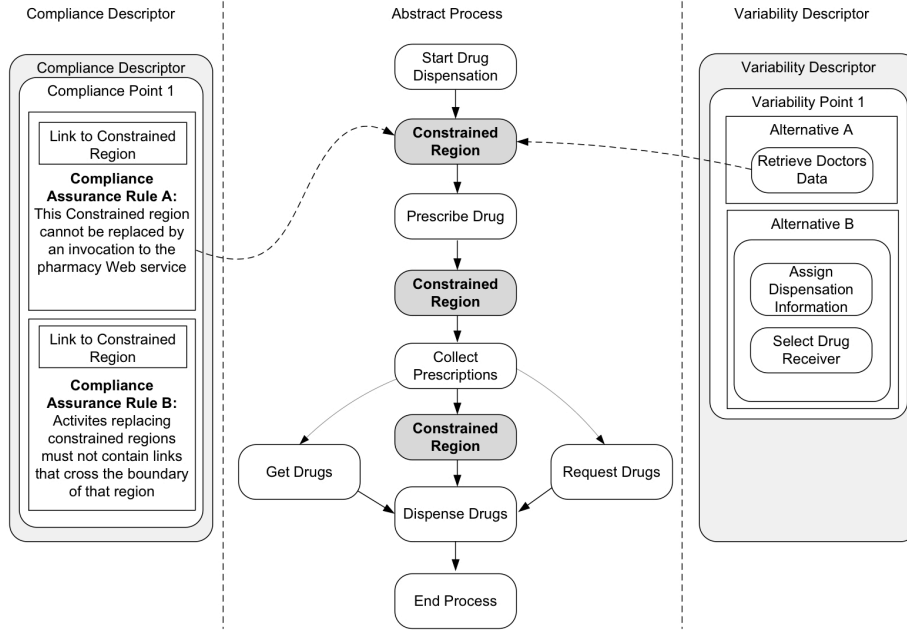 Compliance Descriptor
Abstract Process
Variability Descriptor
Compliance Descriptor
Compliance Point 1
Link to Constrained
Region
Compliance
Assurance Rule A:
This Constrained region
cannot be replaced by
an invocation to the
pharmacy Web service
Link to Constrained
Region
Compliance
Assurance Rule B:
Activites replacing
constrained regions
must not contain links
that cross the boundary
of that region
Start Drug
Dispensation
Constrained
Region
Prescribe Drug
Constrained
Region
Collect
Prescriptions
Constrained
Region
Get Drugs
Request Drugs
Dispense Drugs
End Process
Variability Descriptor
Variability Point 1
Alternative A
Retrieve Doctors
Data
Alternative B
Assign
Dispensation
Information
Select Drug
Receiver